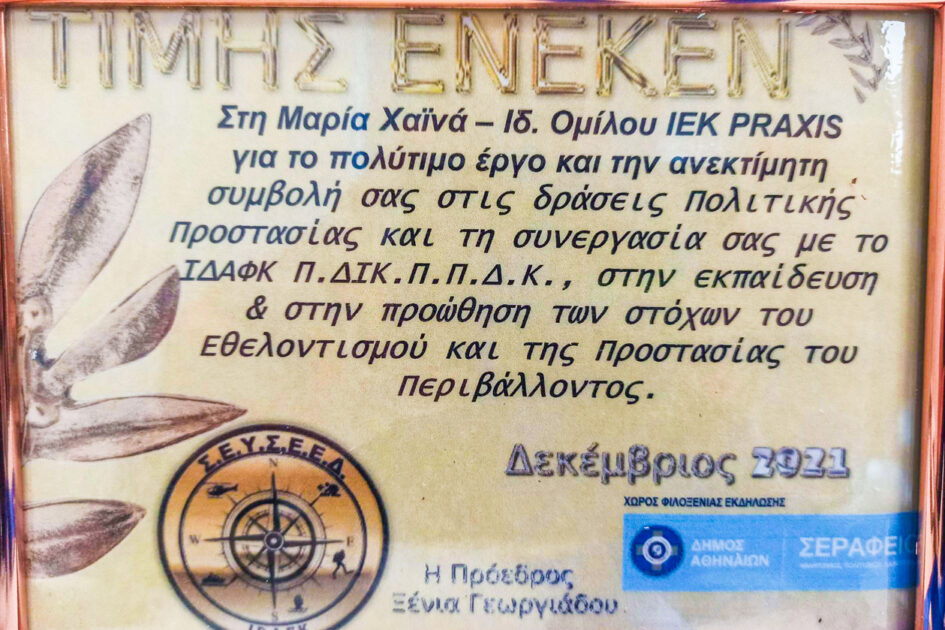 ΤΙΜΗΣ ΕΝΕΚΕΝ
Στη Μαρία Χαϊνά – Ιδ. Ομίλου ΙΕΚ PRAXIS
για το πολύτιμο έργο και την ανεκτίμητη
συμβολή σας στις δράσεις Πολιτικής
Προστασίας και τη συνεργασία σας με το
ΙΔΑΦΚ Π.ΔΙΚ.Π.Π.Δ.Κ., στην εκπαίδευση
& στην προώθηση των στόχων του
Εθελοντισμού και της Προστασίας του
Περιβάλλοντος.
Δεκέμβριος 2021
Σ.Ε.Υ.Σ.Ε.Ε.Δ.
N
W E
S
ΧΩΡΟΣ ΦΙΛΟΞΕΝΙΑΣ ΕΚΔΗΛΩΣΗΣ
ΔΗΜΟΣ
ΑΘΗΝΑΙΩΝ
Η Πρόεδρος
Ξένια Γεωργιάδου